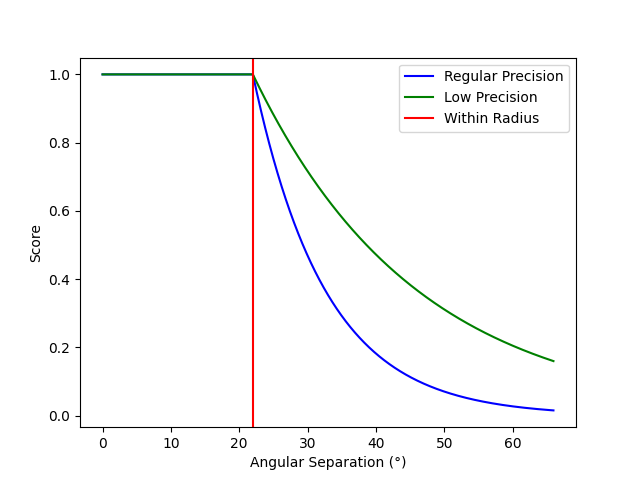 Regular Precision
Low Precision
Within Radius
1.0
0.8
0.6
0.4
0.2
0.0
Score
0 10 20 30 40 50 60
Angular Separation (°)